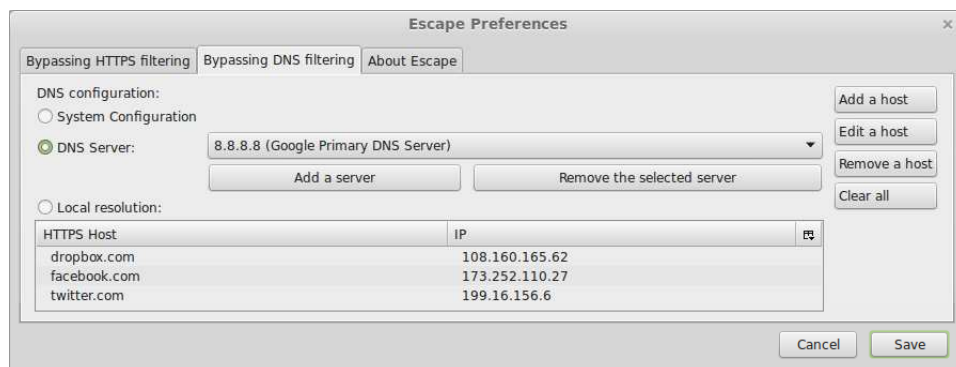 Escape Preferences
Bypassing HTTPS filtering Bypassing DNS filtering About Escape
DNS configuration:
System Configuration
DNS Server: 8.8.8.8 (Google Primary DNS Server)
Add a server Remove the selected server
Local resolution:
HTTPS Host IP
dropbox.com 108.160.165.62
facebook.com 173.252.110.27
twitter.com 199.16.156.6
Add a host
Edit a host
Remove a host
Clear all
Cancel Save